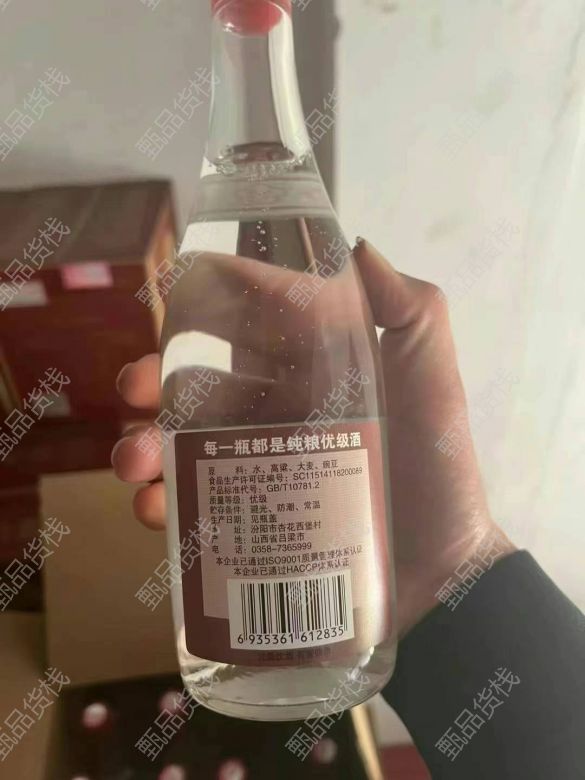 每一瓶都是纯粮优级酒
原 料：水、高粱、大麦、豌豆
食品生产许可证编号：SC11514118200089
产品标准代号：GB/T10781.2
质量等级：优级
贮存条件：避光、防潮、常温
生产日期：见瓶盖
地 址：汾阳市杏花西堡村
产 地：山西省吕梁市
电 话：0358-7365999
本企业已通过ISO9001质量管理体系认证
本企业已通过HACCP体系认证
6 935361 612835
甄品货栈